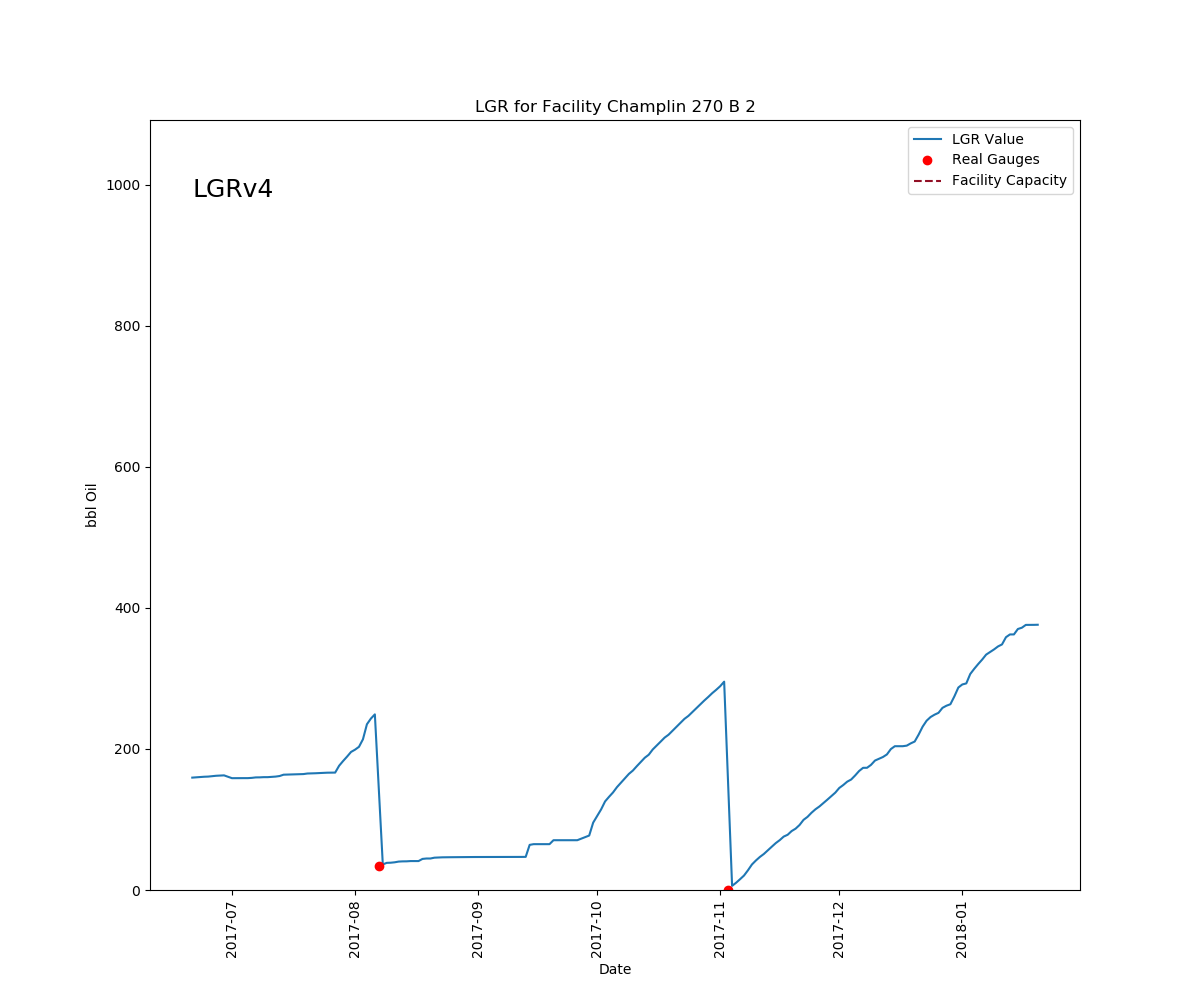 LGR for Facility Champlin 270 B 2
LGR Value
Real Gauges
Facility Capacity
LGRv4
1000
800
600
400
200
0
bbl Oil
2017-07
2017-08
2017-09
2017-10
2017-11
2017-12
2018-01
Date